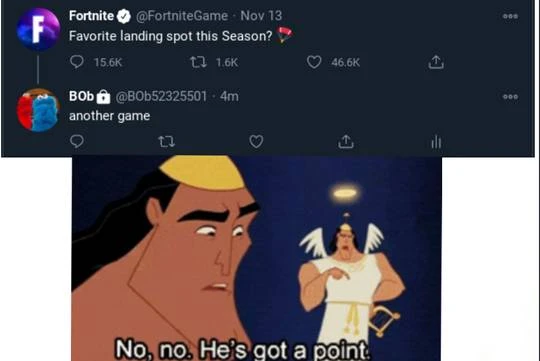 Fortnite @FortniteGame · Nov 13
Favorite landing spot this Season? 🪂
15.6K 1.6K 46.6K
BOb @BOb52325501 · 4m
another game
No, no. He's got a point.